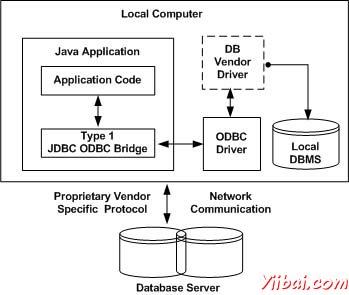 Local Computer
Java Application
Application Code
Type 1
JDBC ODBC Bridge
DB
Vendor
Driver
ODBC
Driver
Local
DBMS
Proprietary Vendor
Specific Protocol
Network
Communication
Database Server
Yiibai.com